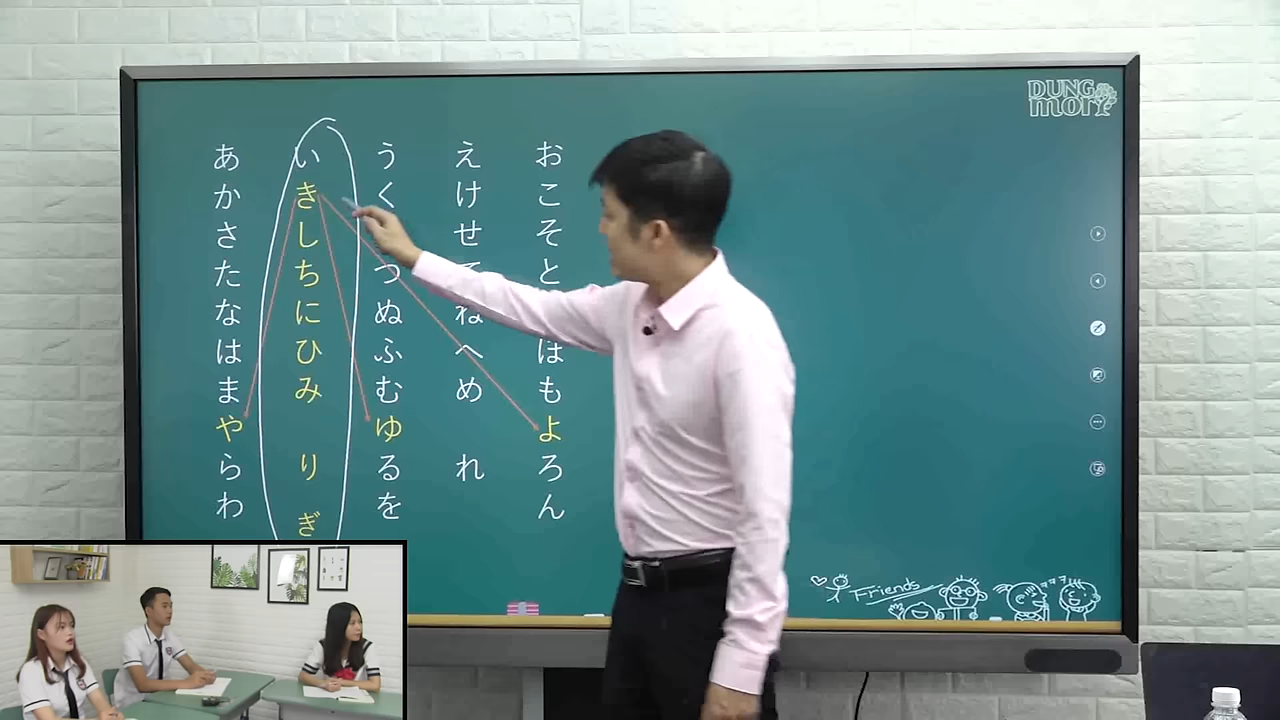 DUNG
mori
あ い う え お
か き く け こ
さ し せ そ
た ち つ て と
な に ぬ ね
は ひ ふ へ ほ
ま み む め も
や ゆ よ
ら り る れ ろ
わ を ん
ぎ
Friends